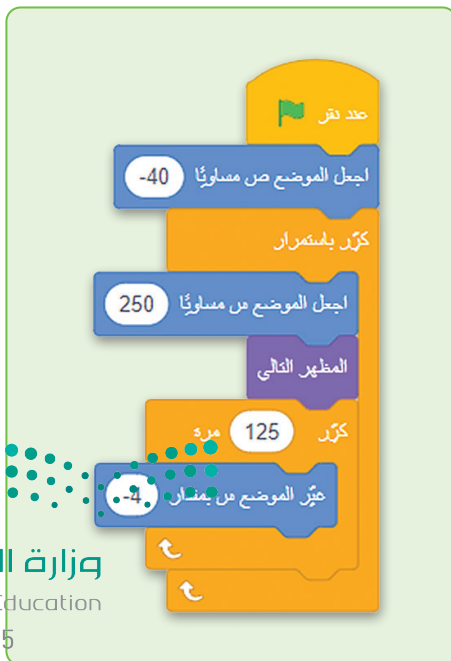 عند نقر
اجعل الموضع ص مساويًا -40
كرّر باستمرار
اجعل الموضع س مساويًا 250
المظهر التالي
كرّر 125 مرة
غيّر الموضع س بمقدار -4
وزارة ال
Education
5